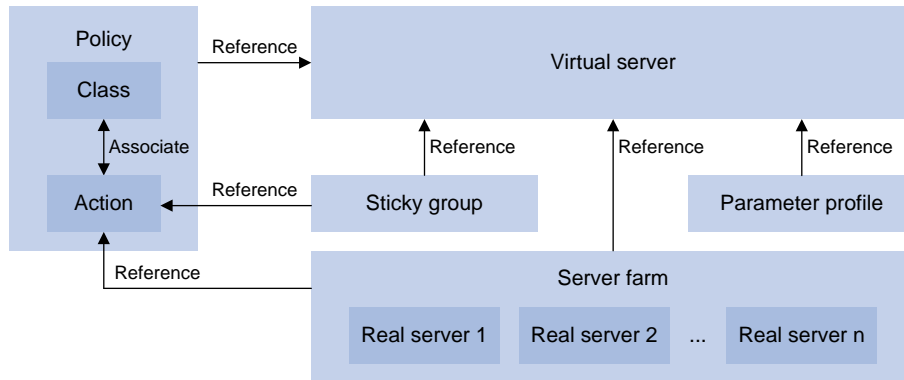 Policy
Reference
Virtual server
Class
Associate
Reference
Reference
Reference
Reference
Action
Sticky group
Parameter profile
Reference
Server farm
Real server 1
Real server 2
...
Real server n